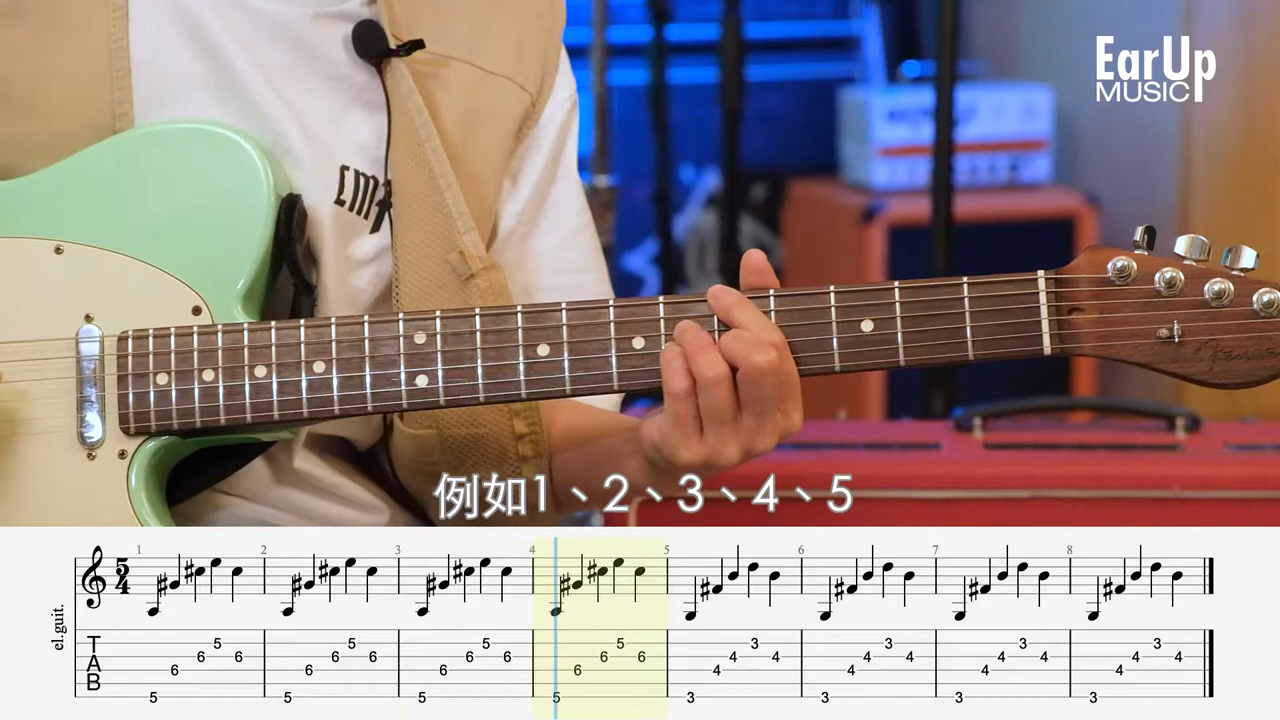 EarUp
MUSIC
CMF
例如1、2、3、4、5
1 2 3 4 5 6 7 8
5 4
el.guit.
T A B
5 5 5 5 3 3 3 3
6 6 6 6 6 6 6 6 4 4 4 4 4 4 4 4
6 6 6 6 4 4 4 4
5 5 5 5 3 3 3 3